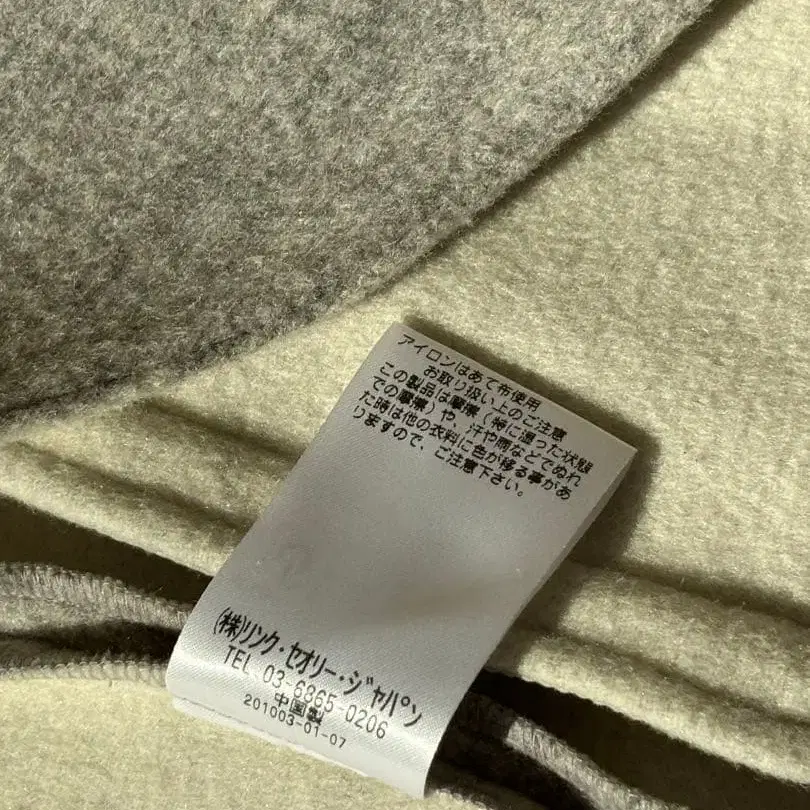 アイロンはあて布使用
お取り扱い上のご注意
この製品は摩擦(特に湿った状態
での摩擦)や、汗や雨などでぬれ
た時は他の衣料に色が移る事があ
りますので、ご注意下さい。
(株)リンク・セオリー・ジャパン
TEL 03-6865-0206
中国製
201003-01-07